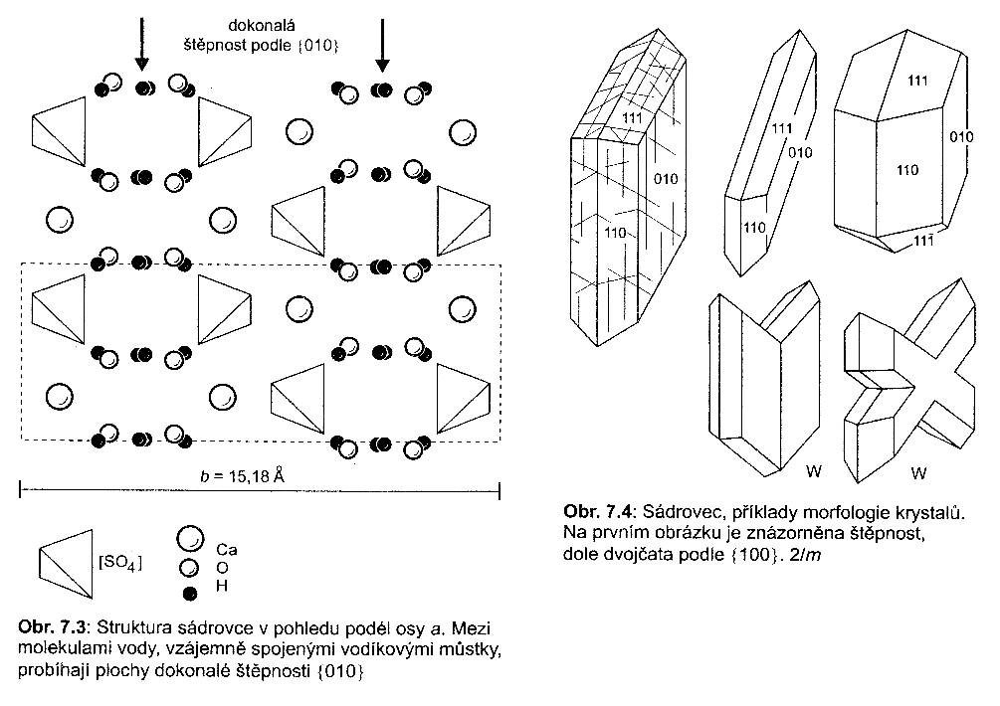 dokonalá
štěpnost podle {010}
b = 15,18 Å
[SO4]
Ca
O
H
Obr. 7.3: Struktura sádrovce v pohledu podél osy a. Mezi
molekulami vody, vzájemně spojenými vodíkovými můstky,
probíhají plochy dokonalé štěpnosti {010}
111
010
110
111
010
110
111
010
110
111
W
W
Obr. 7.4: Sádrovec, příklady morfologie krystalů.
Na prvním obrázku je znázorněna štěpnost,
dole dvojčata podle {100}. 2/m